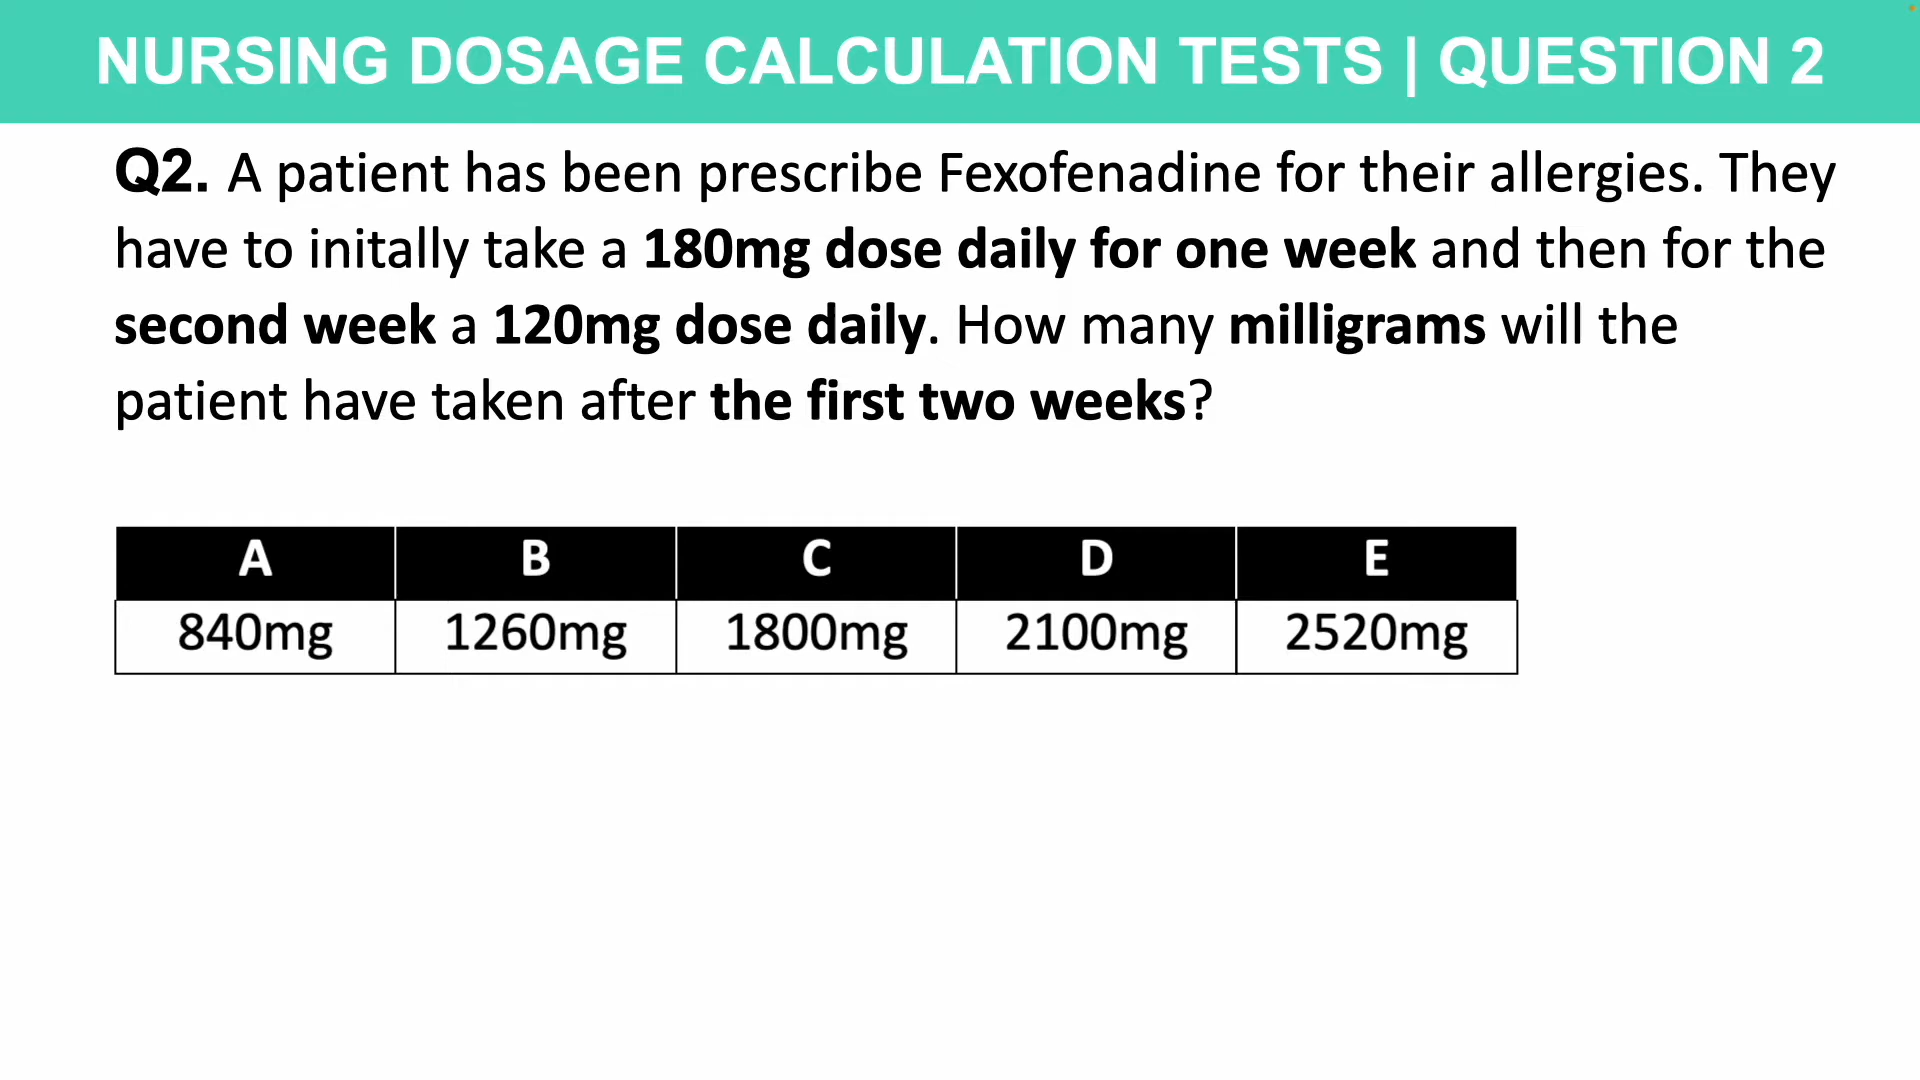 NURSING DOSAGE CALCULATION TESTS | QUESTION 2
Q2. A patient has been prescribe Fexofenadine for their allergies. They
have to initally take a 180mg dose daily for one week and then for the
second week a 120mg dose daily. How many milligrams will the
patient have taken after the first two weeks?
A B C D E
840mg 1260mg 1800mg 2100mg 2520mg